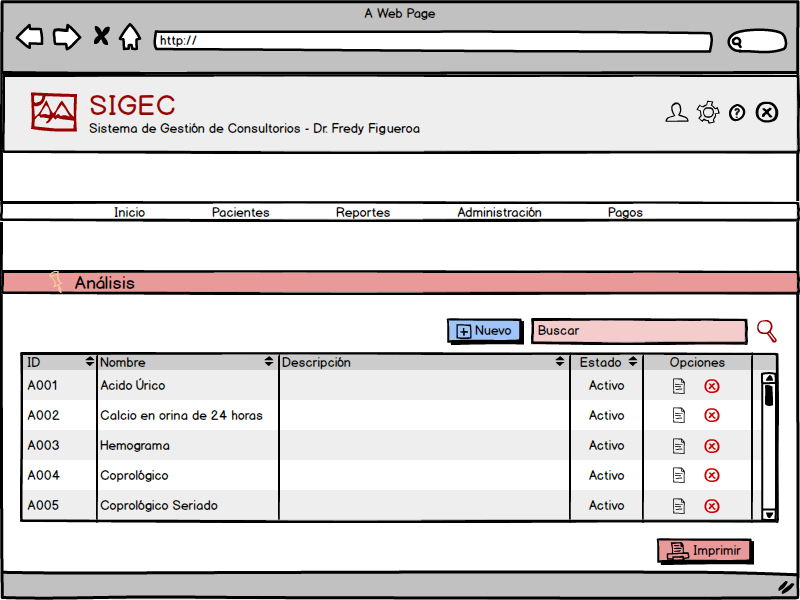 A Web Page
http://
SIGEC
Sistema de Gestión de Consultorios - Dr. Fredy Figueroa
Inicio Pacientes Reportes Administración Pagos
Análisis
Nuevo Buscar
ID Nombre Descripción Estado Opciones
A001 Acido Úrico Activo
A002 Calcio en orina de 24 horas Activo
A003 Hemograma Activo
A004 Coprológico Activo
A005 Coprológico Seriado Activo
Imprimir